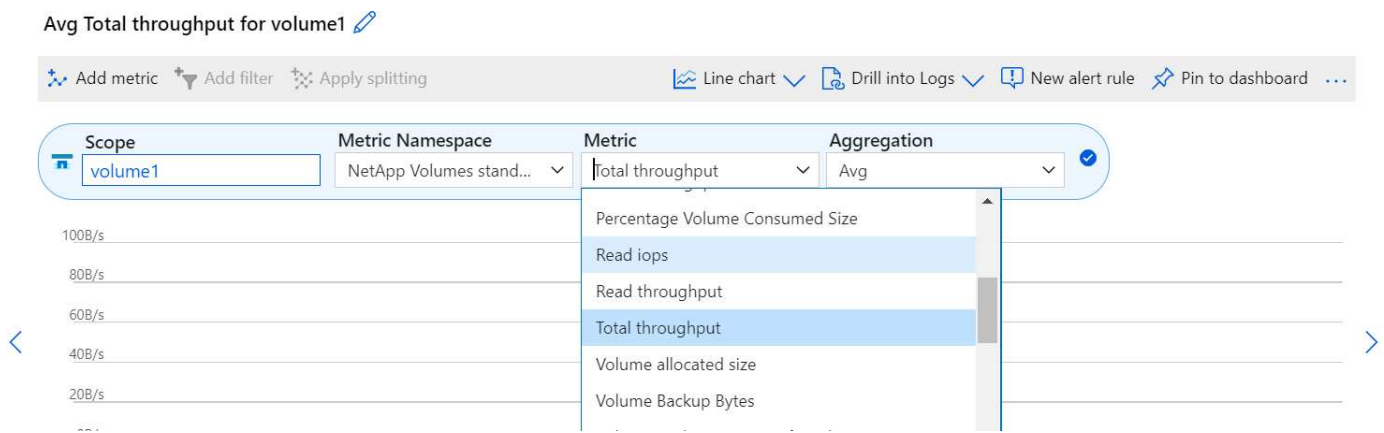 Avg Total throughput for volume1
Add metric Add filter Apply splitting Line chart Drill into Logs New alert rule Pin to dashboard ...
Scope Metric Namespace Metric Aggregation
volume1 NetApp Volumes stand... Total throughput Avg
Percentage Volume Consumed Size
100B/s
Read iops
80B/s
Read throughput
60B/s
Total throughput
40B/s
Volume allocated size
20B/s
Volume Backup Bytes